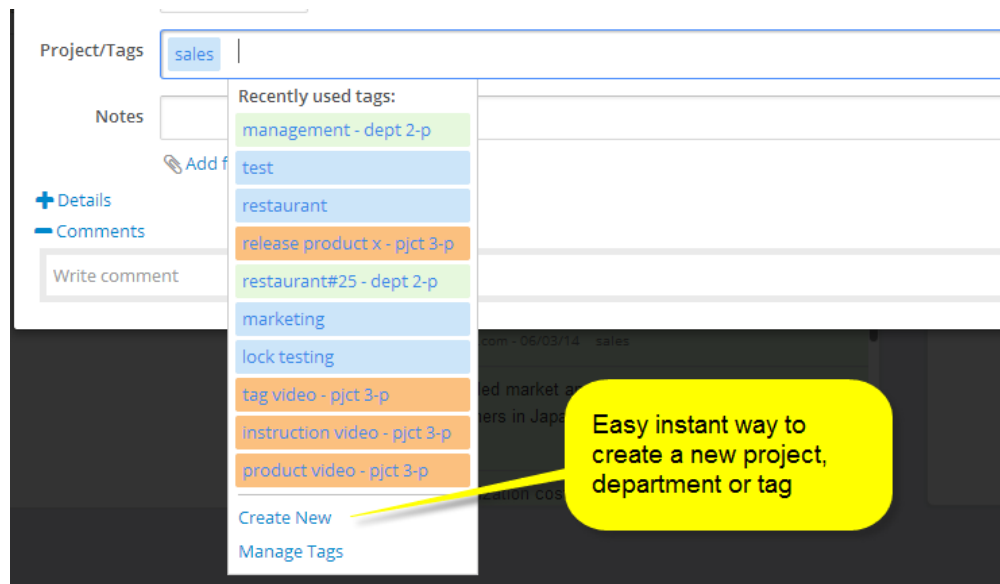 Project/Tags
sales
Recently used tags:
Notes
management - dept 2-p
Add f
test
Details
restaurant
Comments
release product x - pjct 3-p
Write comme
restaurant#25 - dept 2-p
marketing
.com - 06/03/14 sales
lock testing
tag video - pjct 3-p
led market a
ners in Japa
instruction video - pjct 3-p
product video - pjct 3-p
ization cos
Easy instant way to
create a new project,
department or tag
Create New
Manage Tags